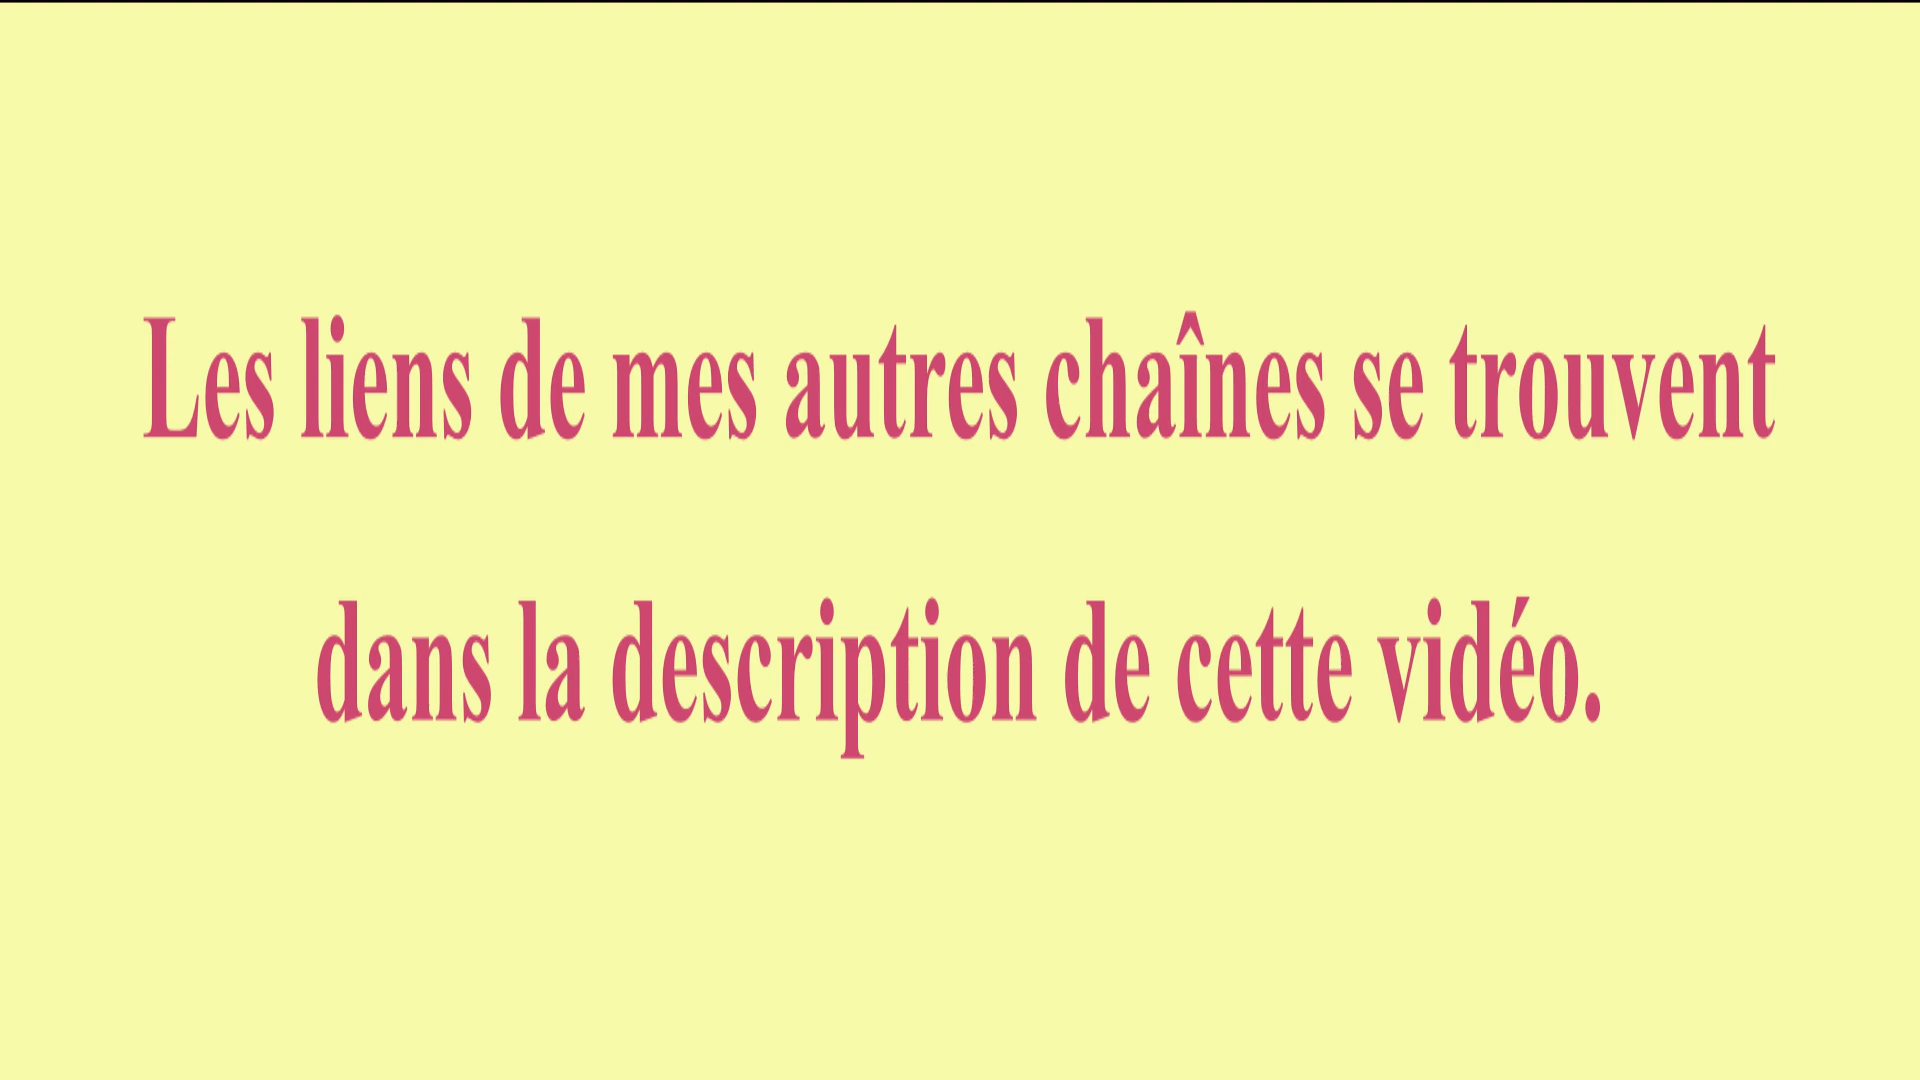 Les liens de mes autres chaînes se trouvent
dans la description de cette vidéo.